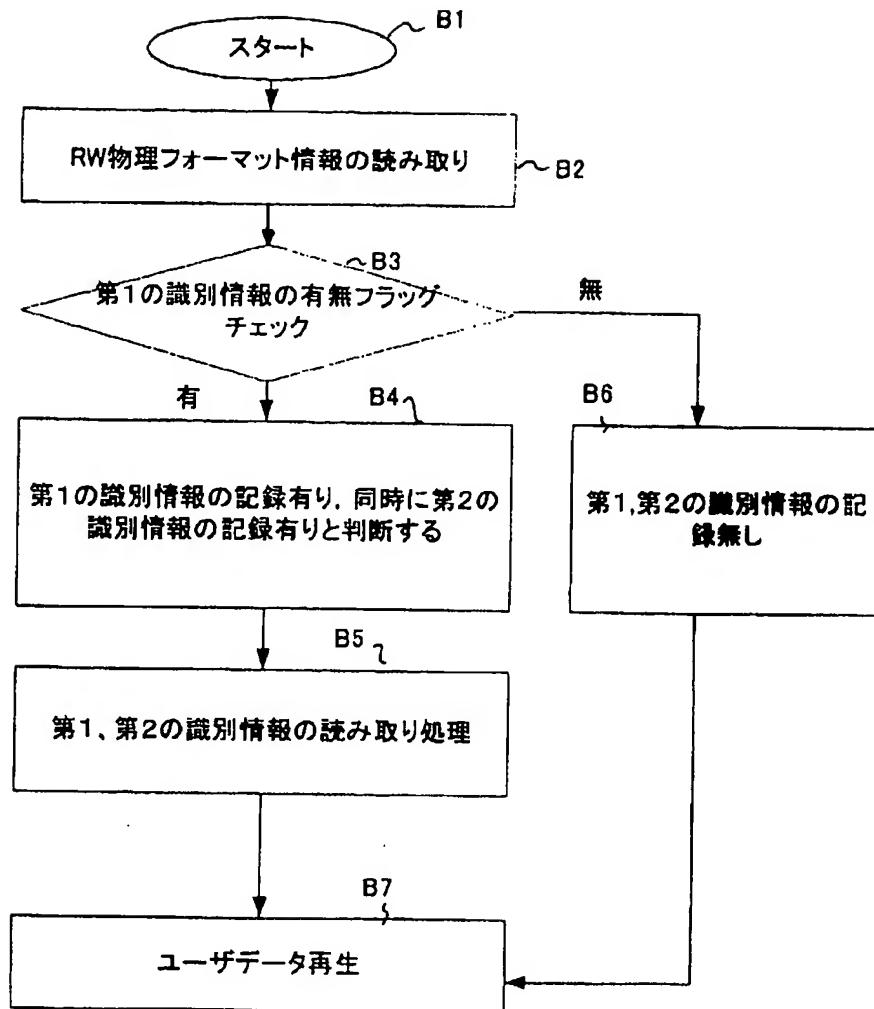 B1
スタート
RW物理フォーマット情報の読み取り
B2
B3
第1の識別情報の有無フラッグ
チェック
無
有
B4
B6
第1の識別情報の記録有り,同時に第2の
識別情報の記録有りと判断する
第1,第2の識別情報の記
録無し
B5
第1、第2の識別情報の読み取り処理
B7
ユーザデータ再生